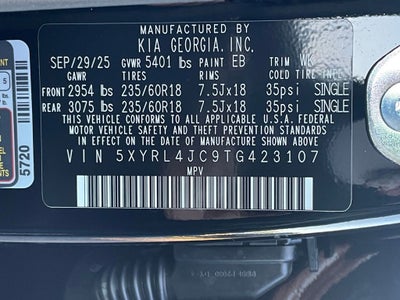 MANUFACTURED BY
KIA GEORGIA, INC.
SEP/29/25 GVWR 5401 lbs PAINT EB TRIM WK
GAWR TIRES RIMS COLD TIRE INF.
FRONT 2954 lbs 235/60R18 7.5Jx18 35psi SINGLE
REAR 3075 lbs 235/60R18 7.5Jx18 35psi SINGLE
THIS VEHICLE CONFORMS TO ALL APPLICABLE U.S.A. FEDERAL
MOTOR VEHICLE SAFETY AND THEFT PREVENTION STANDARDS
IN EFFECT ON THE DATE OF MANUFACTURE SHOWN ABOVE.
VIN 5XYRL4JC9TG423107
MPV
5
5720